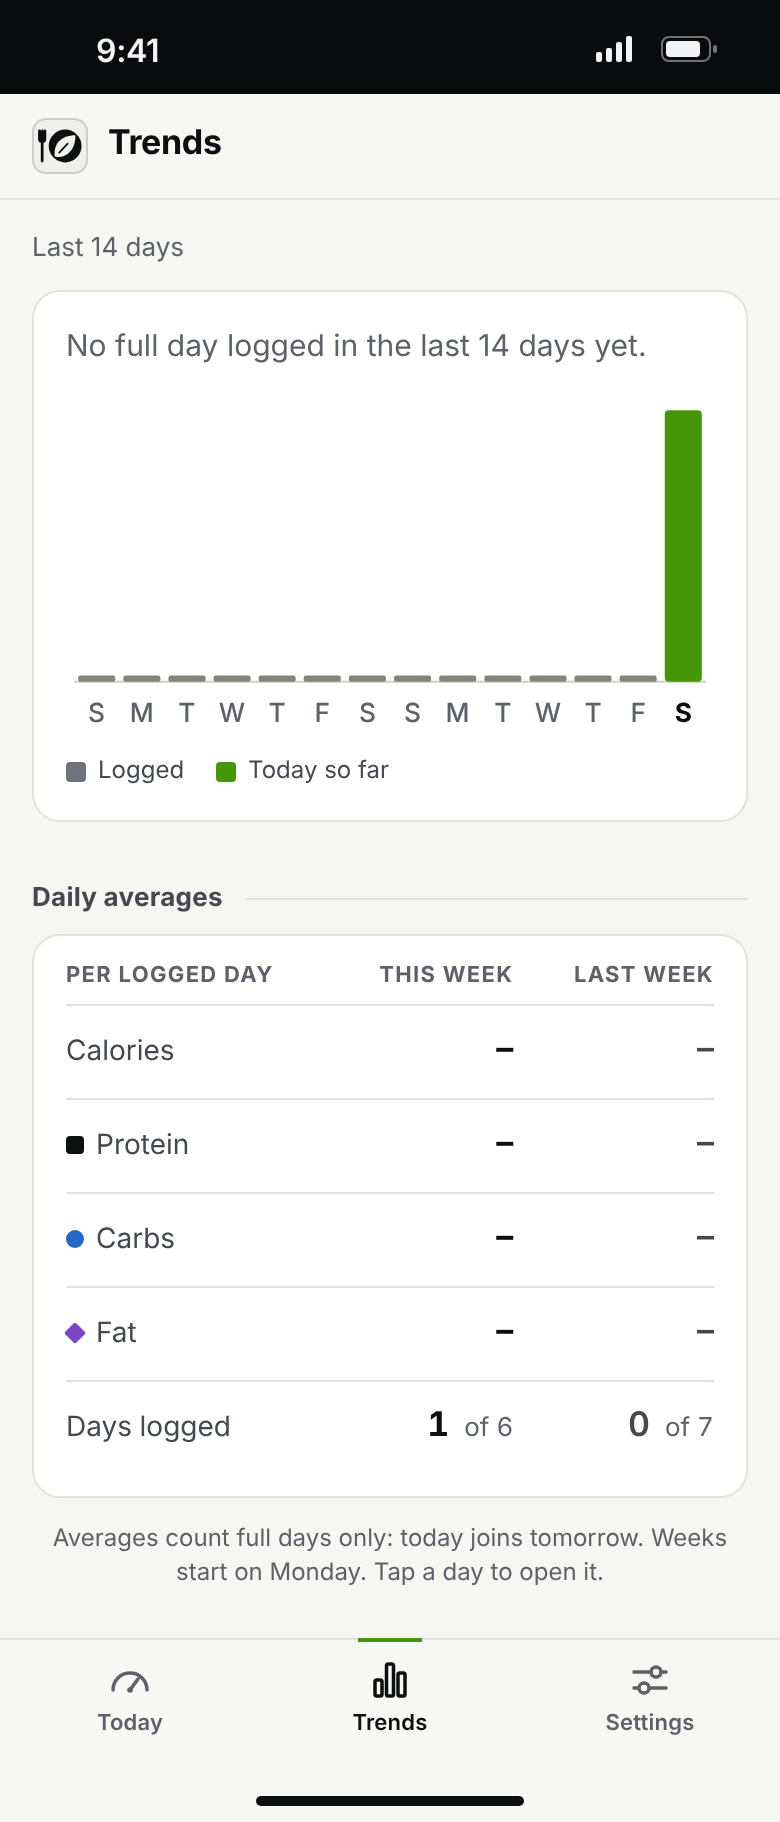 9:41
Trends
Last 14 days
No full day logged in the last 14 days yet.
S M T W T F S S M T W T F S
Logged Today so far
Daily averages
PER LOGGED DAY THIS WEEK LAST WEEK
Calories – –
Protein – –
Carbs – –
Fat – –
Days logged 1 of 6 0 of 7
Averages count full days only: today joins tomorrow. Weeks
start on Monday. Tap a day to open it.
Today Trends Settings